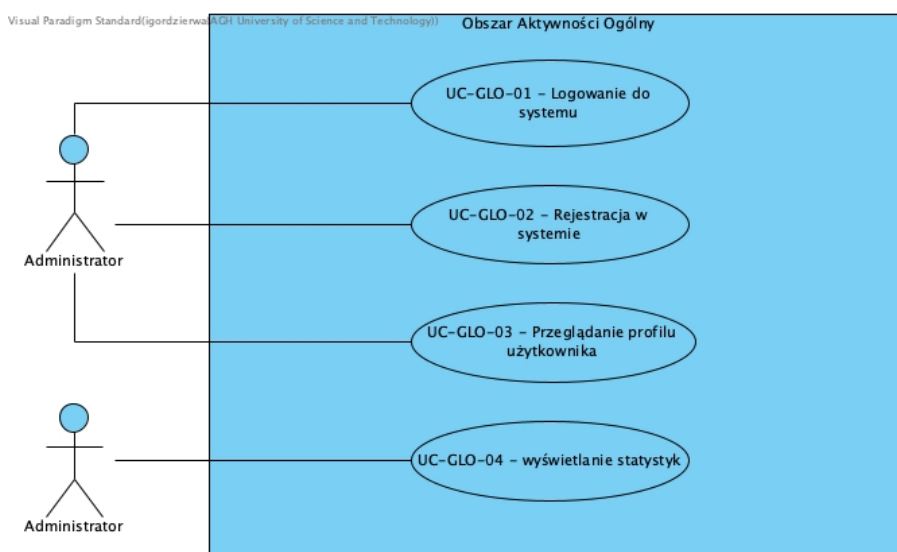 Visual Paradigm Standard(igordzierwa(AGH University of Science and Technology))
Obszar Aktywności Ogólny
UC-GLO-01 - Logowanie do
systemu
UC-GLO-02 - Rejestracja w
systemie
Administrator
UC-GLO-03 - Przeglądanie profilu
użytkownika
UC-GLO-04 - wyświetlanie statystyk
Administrator